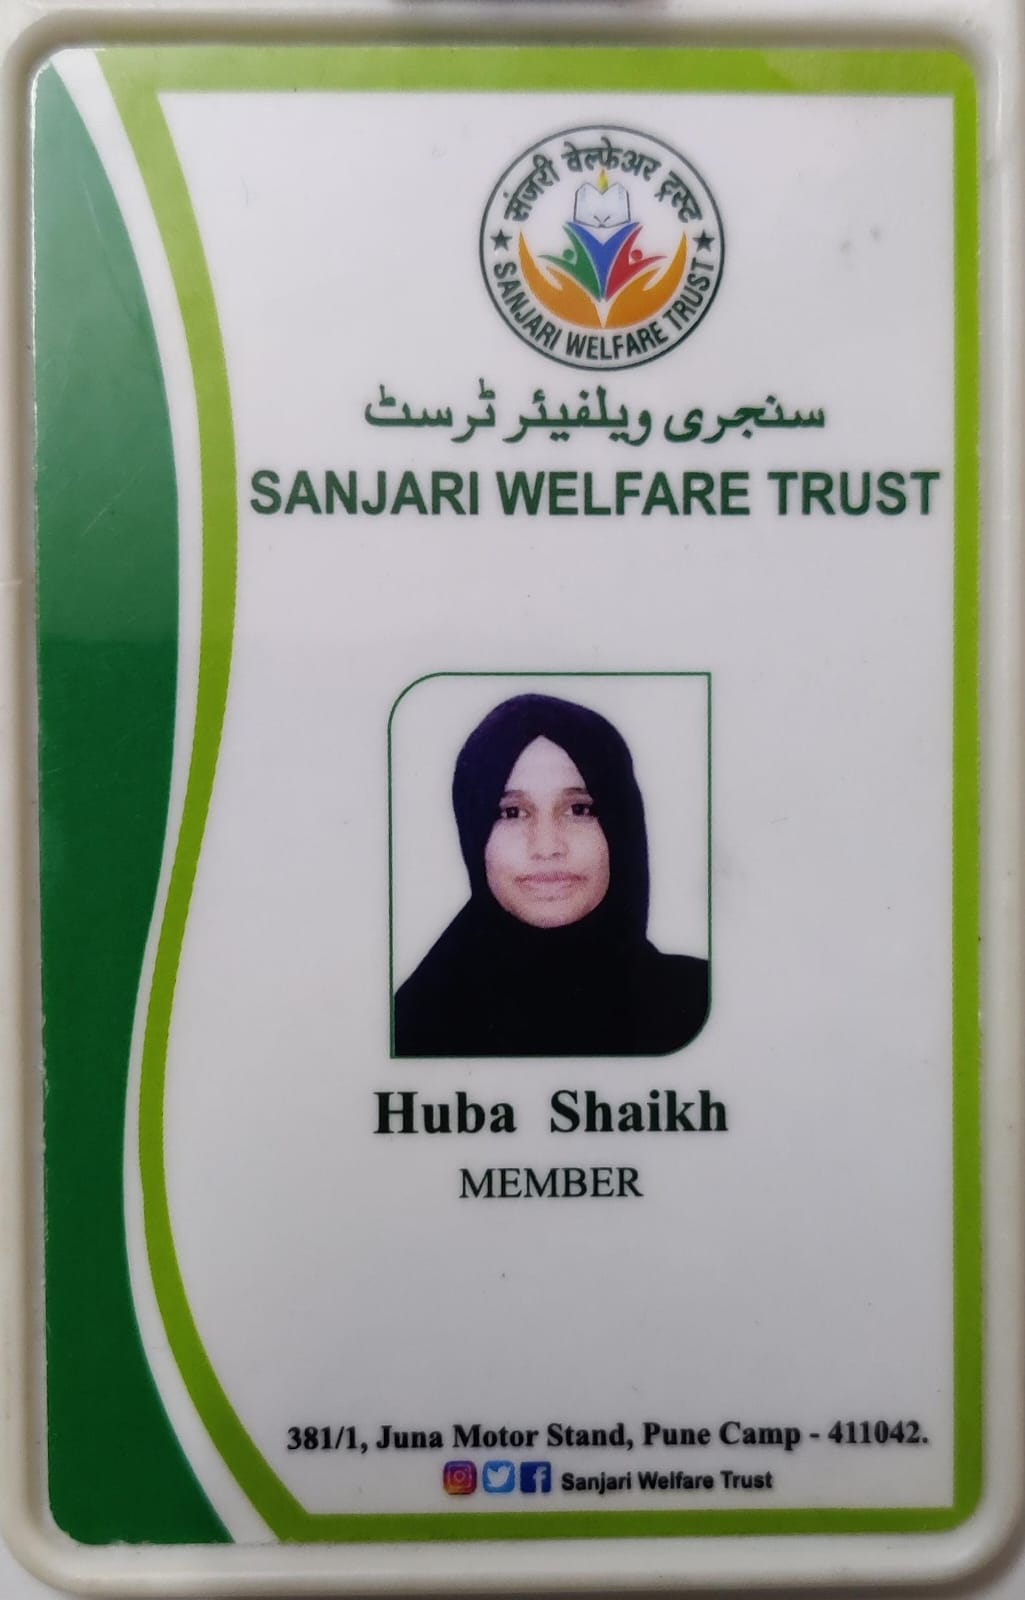 संजरी वेल्फेअर ट्रस्ट
★ SANJARI WELFARE TRUST ★
سنجری ویلفیئر ٹرسٹ
SANJARI WELFARE TRUST
Huba Shaikh
MEMBER
381/1, Juna Motor Stand, Pune Camp - 411042.
Sanjari Welfare Trust